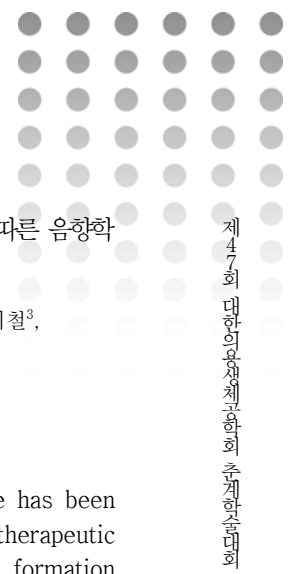 따른 음향학
철³,
e has been
therapeutic
formation
제47회 대한의용생체공학회 춘계학술대회